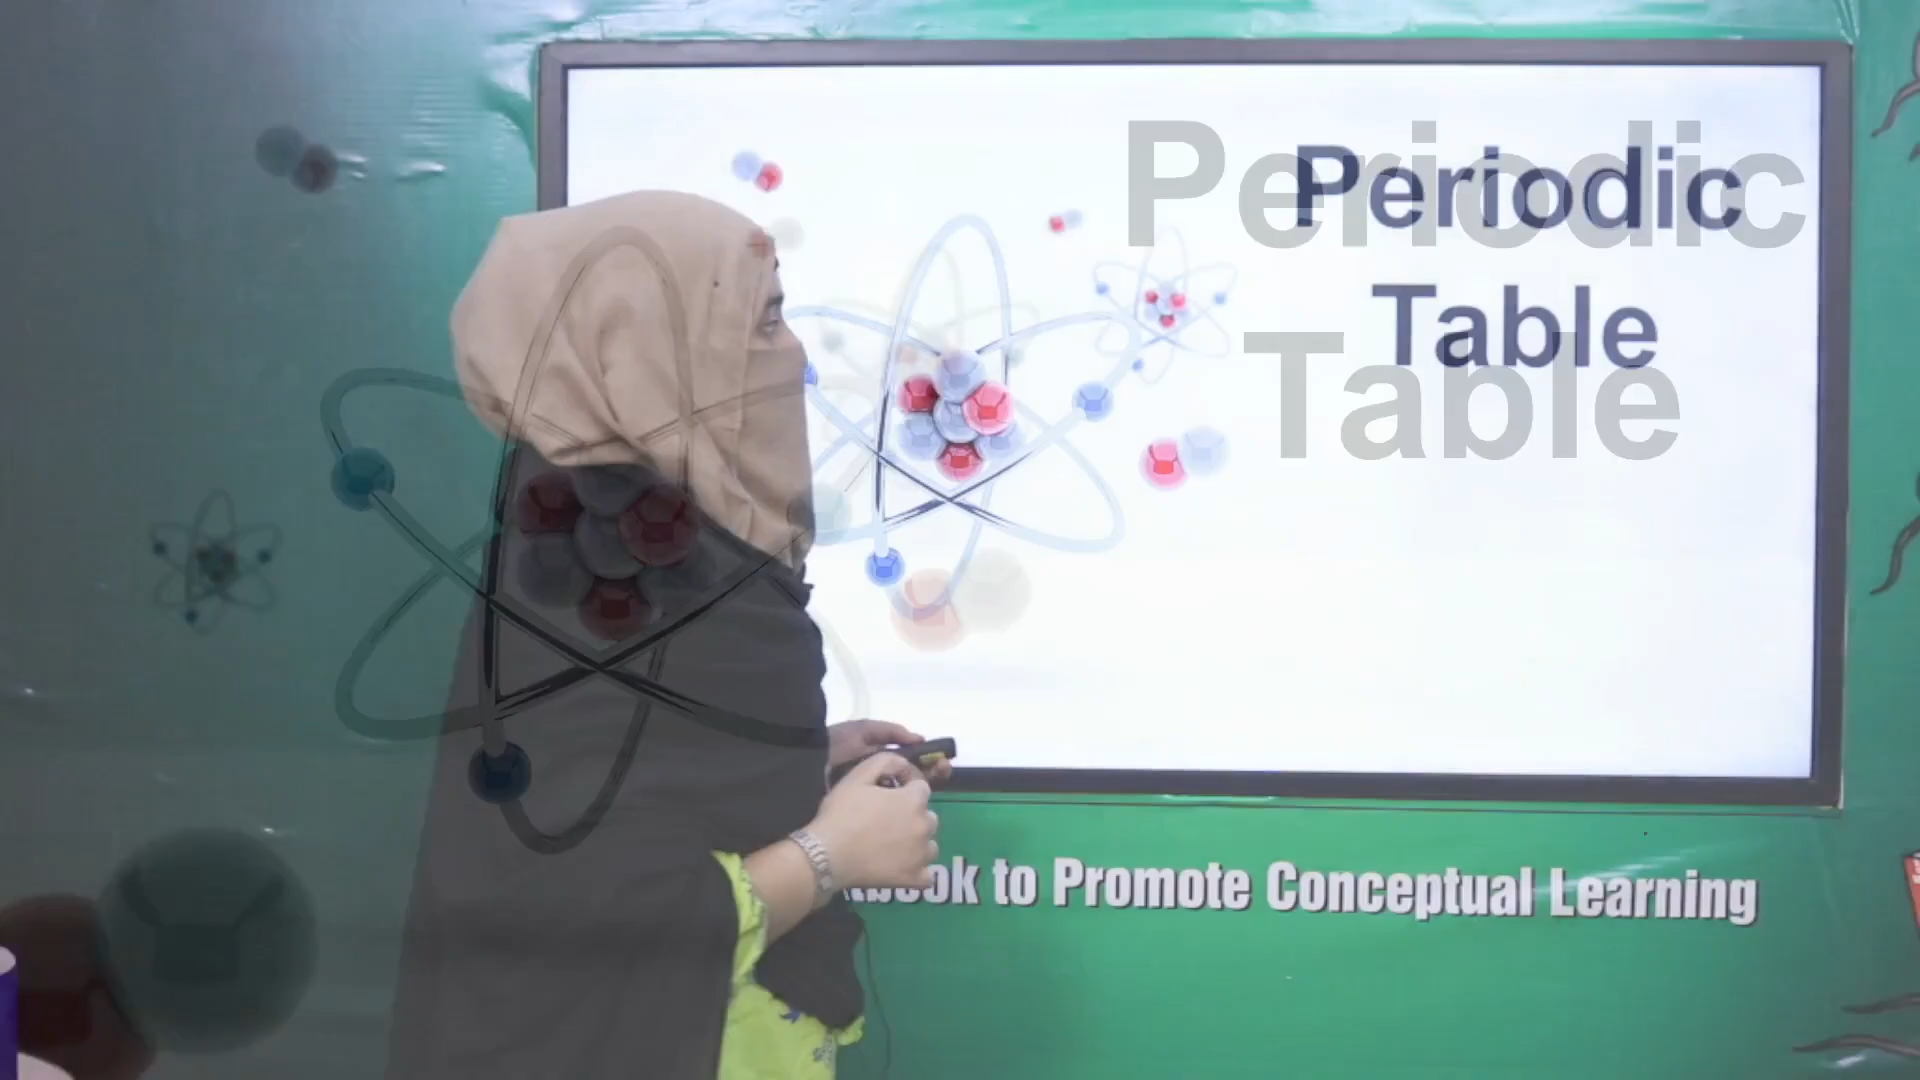 Periodic
Table
Periodic
Table
to Promote Conceptual Learning